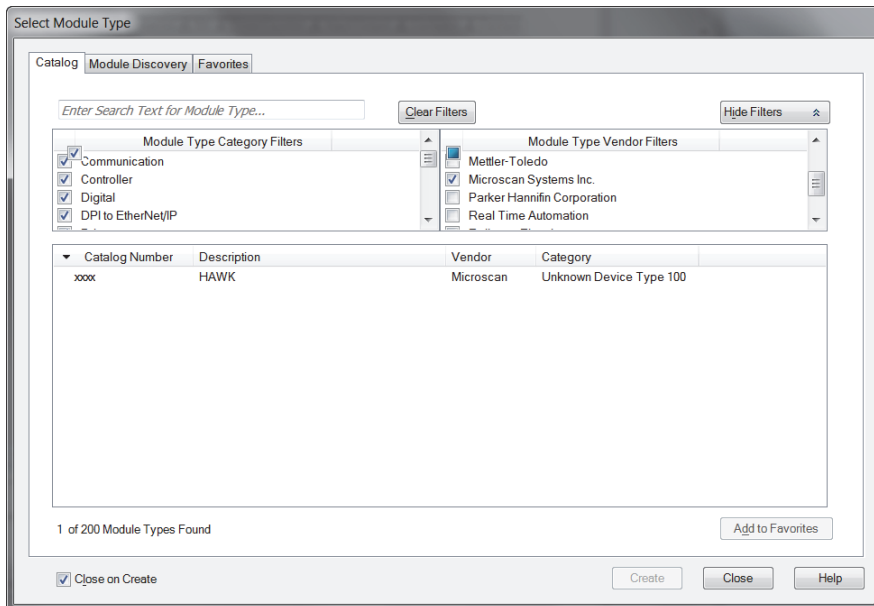 Select Module Type
Catalog Module Discovery Favorites
Enter Search Text for Module Type... Clear Filters Hide Filters
Module Type Category Filters Module Type Vendor Filters
Communication Mettler-Toledo
Controller Microscan Systems Inc.
Digital Parker Hannifin Corporation
DPI to EtherNet/IP Real Time Automation
Catalog Number Description Vendor Category
xxxx HAWK Microscan Unknown Device Type 100
1 of 200 Module Types Found Add to Favorites
Close on Create Create Close Help